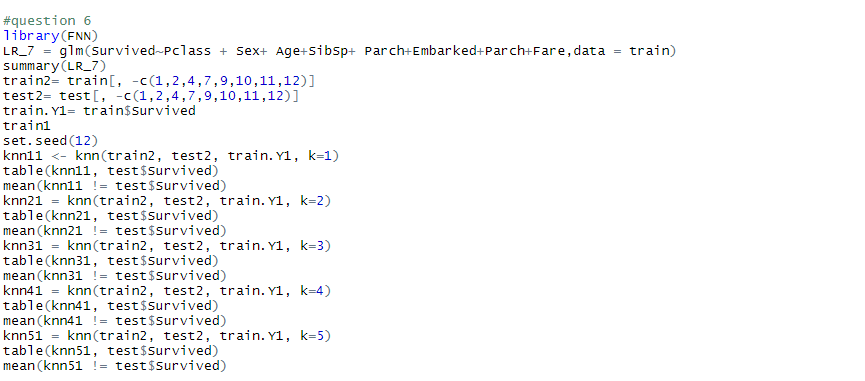 #question 6
library(FNN)
LR_7 = glm(Survived~Pclass + Sex+ Age+SibSp+ Parch+Embarked+Parch+Fare,data = train)
summary(LR_7)
train2= train[, -c(1,2,4,7,9,10,11,12)]
test2= test[, -c(1,2,4,7,9,10,11,12)]
train.Y1= train$Survived
train1
set.seed(12)
knn11 <- knn(train2, test2, train.Y1, k=1)
table(knn11, test$Survived)
mean(knn11 != test$Survived)
knn21 = knn(train2, test2, train.Y1, k=2)
table(knn21, test$Survived)
mean(knn21 != test$Survived)
knn31 = knn(train2, test2, train.Y1, k=3)
table(knn31, test$Survived)
mean(knn31 != test$Survived)
knn41 = knn(train2, test2, train.Y1, k=4)
table(knn41, test$Survived)
mean(knn41 != test$Survived)
knn51 = knn(train2, test2, train.Y1, k=5)
table(knn51, test$Survived)
mean(knn51 != test$Survived)